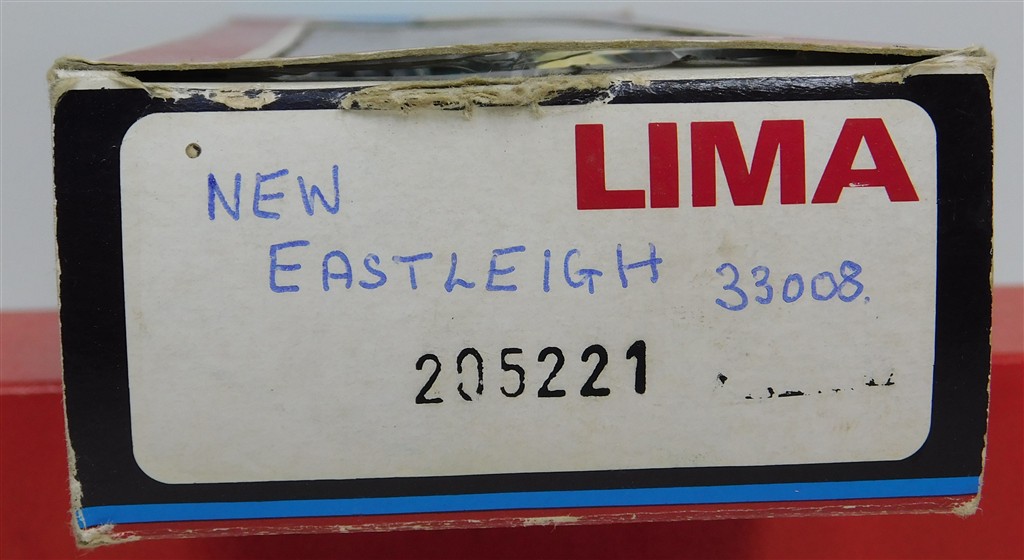 LIMA
NEW
EASTLEIGH 33008.
205221